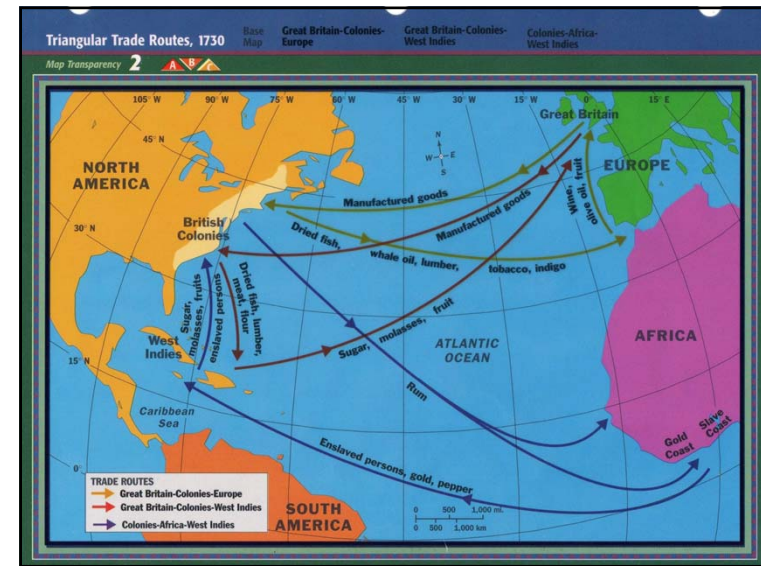 Triangular Trade Routes, 1730
Base
Map
Great Britain-Colonies-
Europe
Great Britain-Colonies-
West Indies
Colonies-Africa-
West Indies
Map Transparency 2
A B C
105° W
90° W
75° W
60° W
45° W
30° W
15° W
0°
15° E
Great Britain
45° N
N
W
E
S
NORTH
AMERICA
EUROPE
Manufactured goods
Wine,
olive oil, fruit
British
Colonies
Manufactured goods
30° N
Dried fish,
whale oil, lumber,
tobacco, indigo
Sugar,
molasses, fruits
enslaved persons
Dried fish, lumber,
meat, flour
Sugar, molasses, fruit
West
Indies
ATLANTIC
OCEAN
AFRICA
15° N
Rum
Caribbean
Sea
Gold
Coast
Slave
Coast
Enslaved persons, gold, pepper
0°
TRADE ROUTES
Great Britain-Colonies-Europe
Great Britain-Colonies-West Indies
Colonies-Africa-West Indies
SOUTH
AMERICA
0 500 1,000 mi.
0 500 1,000 km